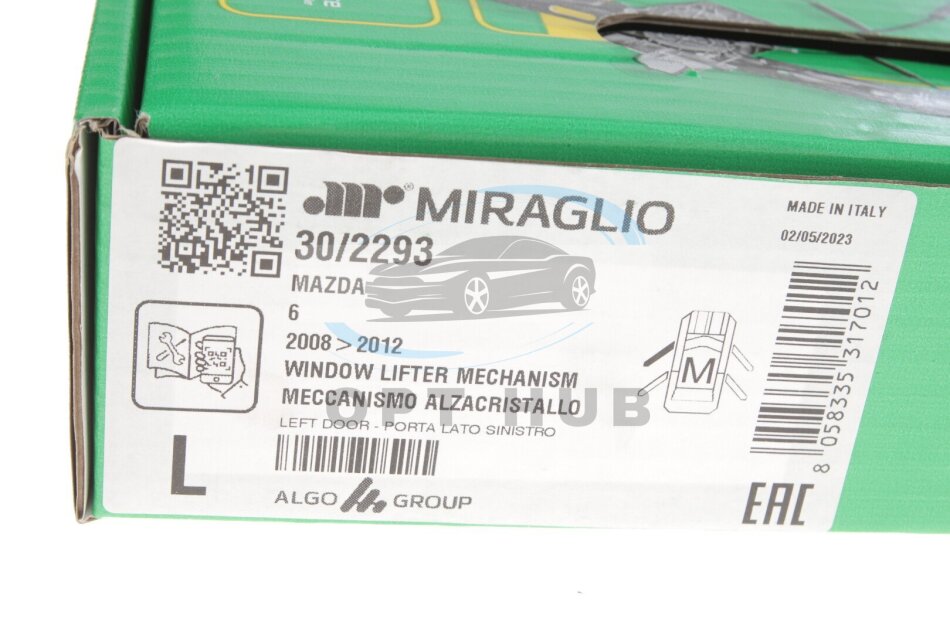 MIRAGLIO
MADE IN ITALY
02/05/2023
30/2293
MAZDA
6
2008 > 2012
WINDOW LIFTER MECHANISM
MECCANISMO ALZACRISTALLO
OPT HUB
LEFT DOOR - PORTA LATO SINISTRO
M
8 058335 317012
L
ALGO GROUP
EAC